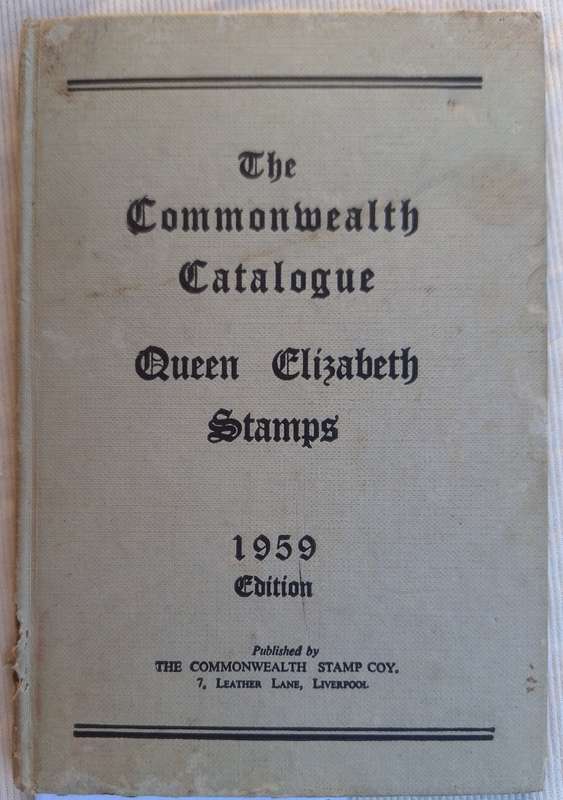 The
Commonwealth
Catalogue
Queen Elizabeth
Stamps
1959
Edition
Published by
THE COMMONWEALTH STAMP COY.
7, LEATHER LANE, LIVERPOOL